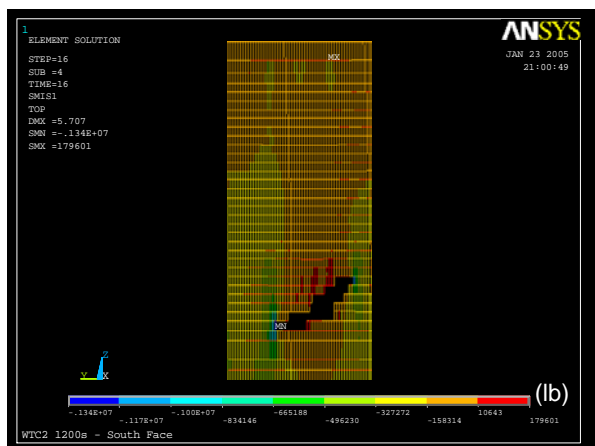 1
ANSYS
ELEMENT SOLUTION
JAN 23 2005
21:00:49
STEP=16
SUB =4
TIME=16
SMIS1
TOP
DMX =5.707
SMN =-.134E+07
SMX =179601
MX
MN
Z
Y X
(lb)
-.134E+07 -.100E+07 -665188 -327272 10643
-.117E+07 -834146 -496230 -158314 179601
WTC2 1200s - South Face